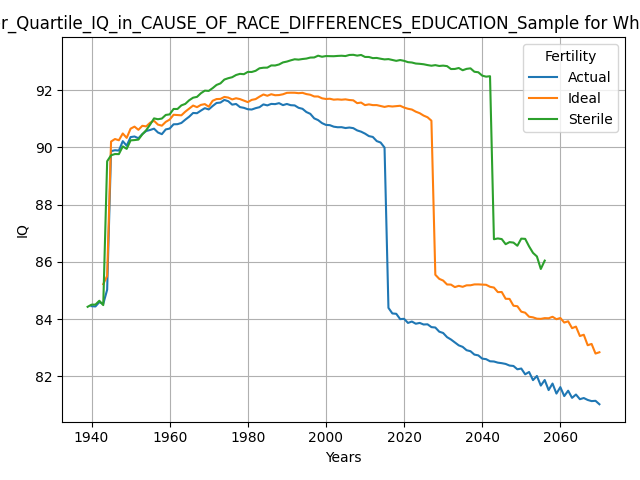 r_Quartile_IQ_in_CAUSE_OF_RACE_DIFFERENCES_EDUCATION_Sample for Wh
Fertility
Actual
Ideal
Sterile
IQ
92
90
88
86
84
82
1940 1960 1980 2000 2020 2040 2060
Years